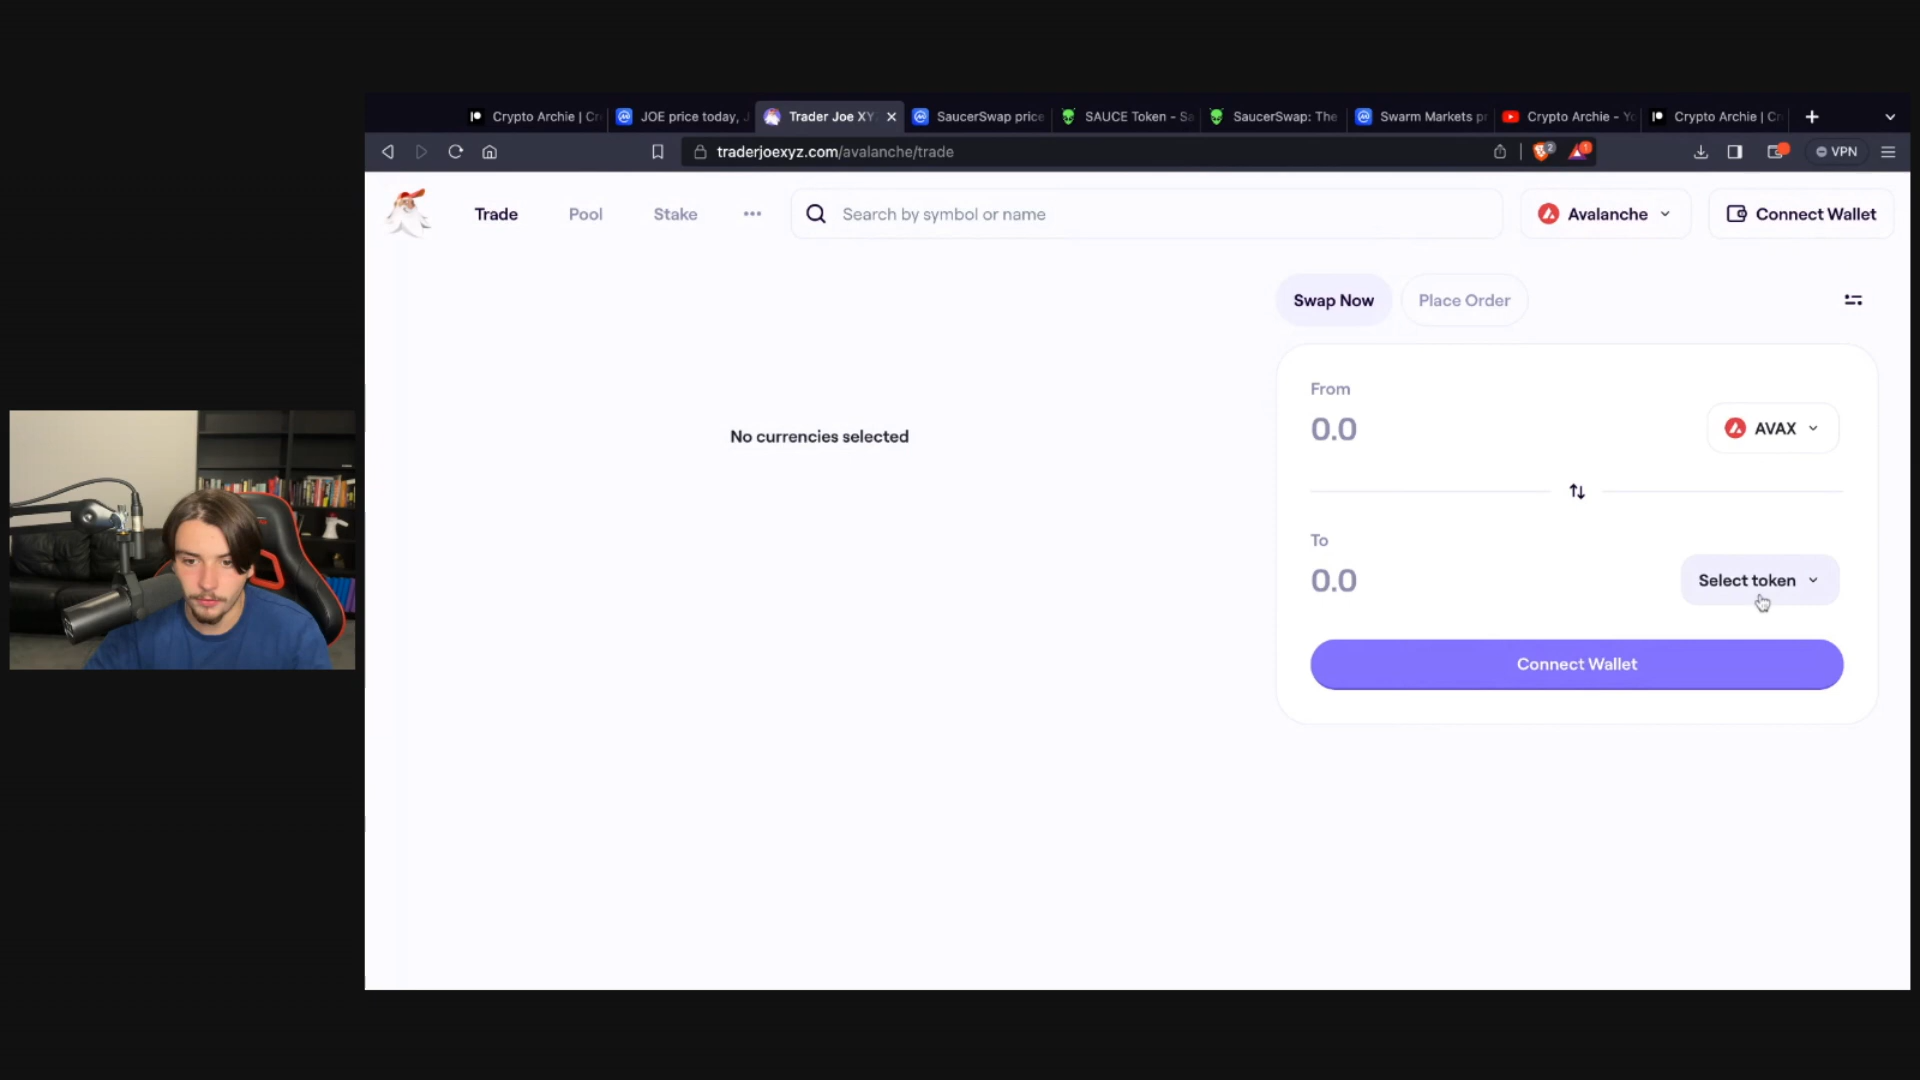 Crypto Archie | Cr
JOE price today, J
Trader Joe XYZ
SaucerSwap price
SAUCE Token - Sa
SaucerSwap: The
Swarm Markets pr
Crypto Archie - Yo
Crypto Archie | Cr
traderjoexyz.com/avalanche/trade
2
1
VPN
Trade
Pool
Stake
Search by symbol or name
Avalanche
Connect Wallet
Swap Now
Place Order
From
0.0
AVAX
No currencies selected
To
0.0
Select token
Connect Wallet